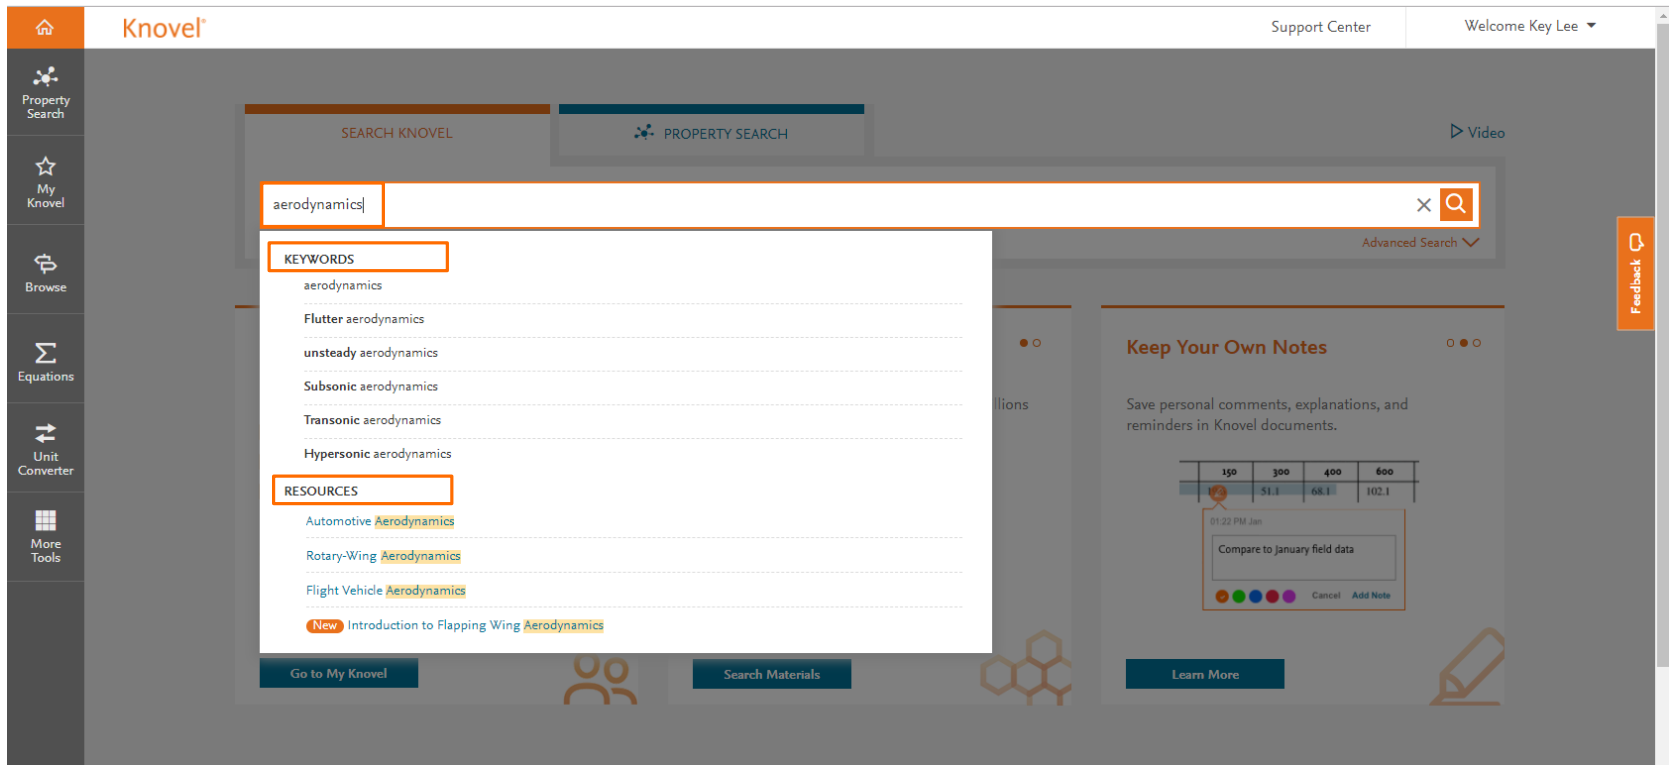 Knovel®
Support Center
Welcome Key Lee
Property
Search
My
Knovel
Browse
Equations
Unit
Converter
More
Tools
SEARCH KNOVEL
PROPERTY SEARCH
Video
aerodynamics
Advanced Search
KEYWORDS
aerodynamics
Flutter aerodynamics
unsteady aerodynamics
Subsonic aerodynamics
Transonic aerodynamics
Hypersonic aerodynamics
RESOURCES
Automotive Aerodynamics
Rotary-Wing Aerodynamics
Flight Vehicle Aerodynamics
New Introduction to Flapping Wing Aerodynamics
Go to My Knovel
llions
Search Materials
Keep Your Own Notes
Save personal comments, explanations, and
reminders in Knovel documents.
150 300 400 600
51.1 68.1 102.1
01:22 PM Jan
Compare to January field data
Cancel Add Note
Learn More
Feedback